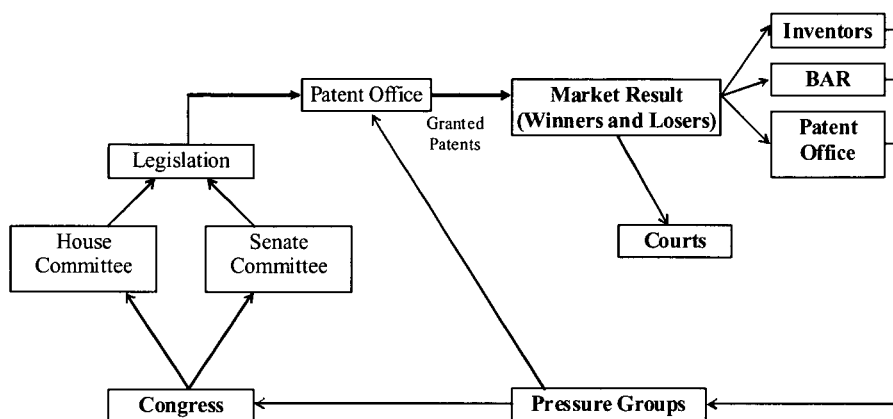 Inventors
BAR
Patent
Office
Patent Office
Granted
Patents
Market Result
(Winners and Losers)
Legislation
House
Committee
Senate
Committee
Courts
Congress
Pressure Groups